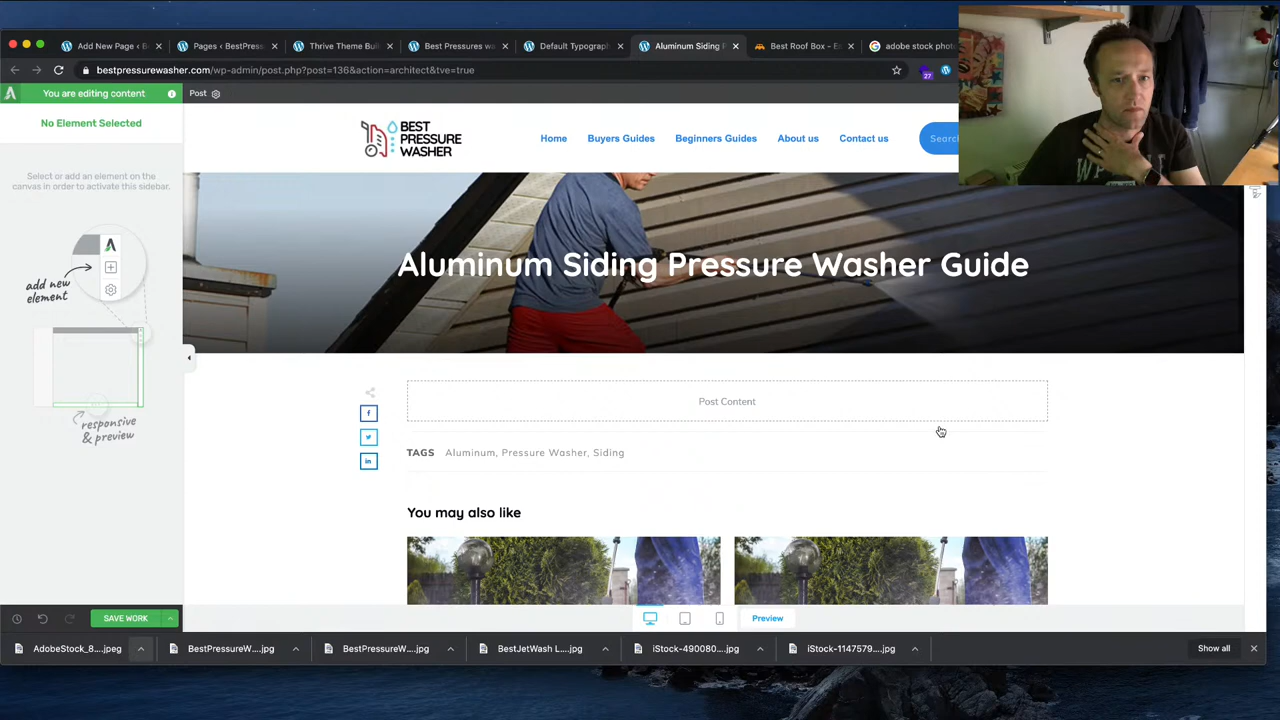 Add New Page ‹ B
Pages ‹ BestPress
Thrive Theme Buil
Best Pressures wa
Default Typograph
Aluminum Siding P
Best Roof Box - Es
adobe stock phot
bestpressurewasher.com/wp-admin/post.php?post=136&action=architect&tve=true
27
You are editing content
Post
No Element Selected
Select or add an element on the
canvas in order to activate this sidebar.
add new
element
responsive
& preview
BEST
PRESSURE
WASHER
Home
Buyers Guides
Beginners Guides
About us
Contact us
Search
Aluminum Siding Pressure Washer Guide
Post Content
TAGS Aluminum, Pressure Washer, Siding
You may also like
SAVE WORK
Preview
AdobeStock_8....jpeg
BestPressureW....jpg
BestPressureW....jpg
BestJetWash L....jpg
iStock-490080....jpg
iStock-1147579....jpg
Show all